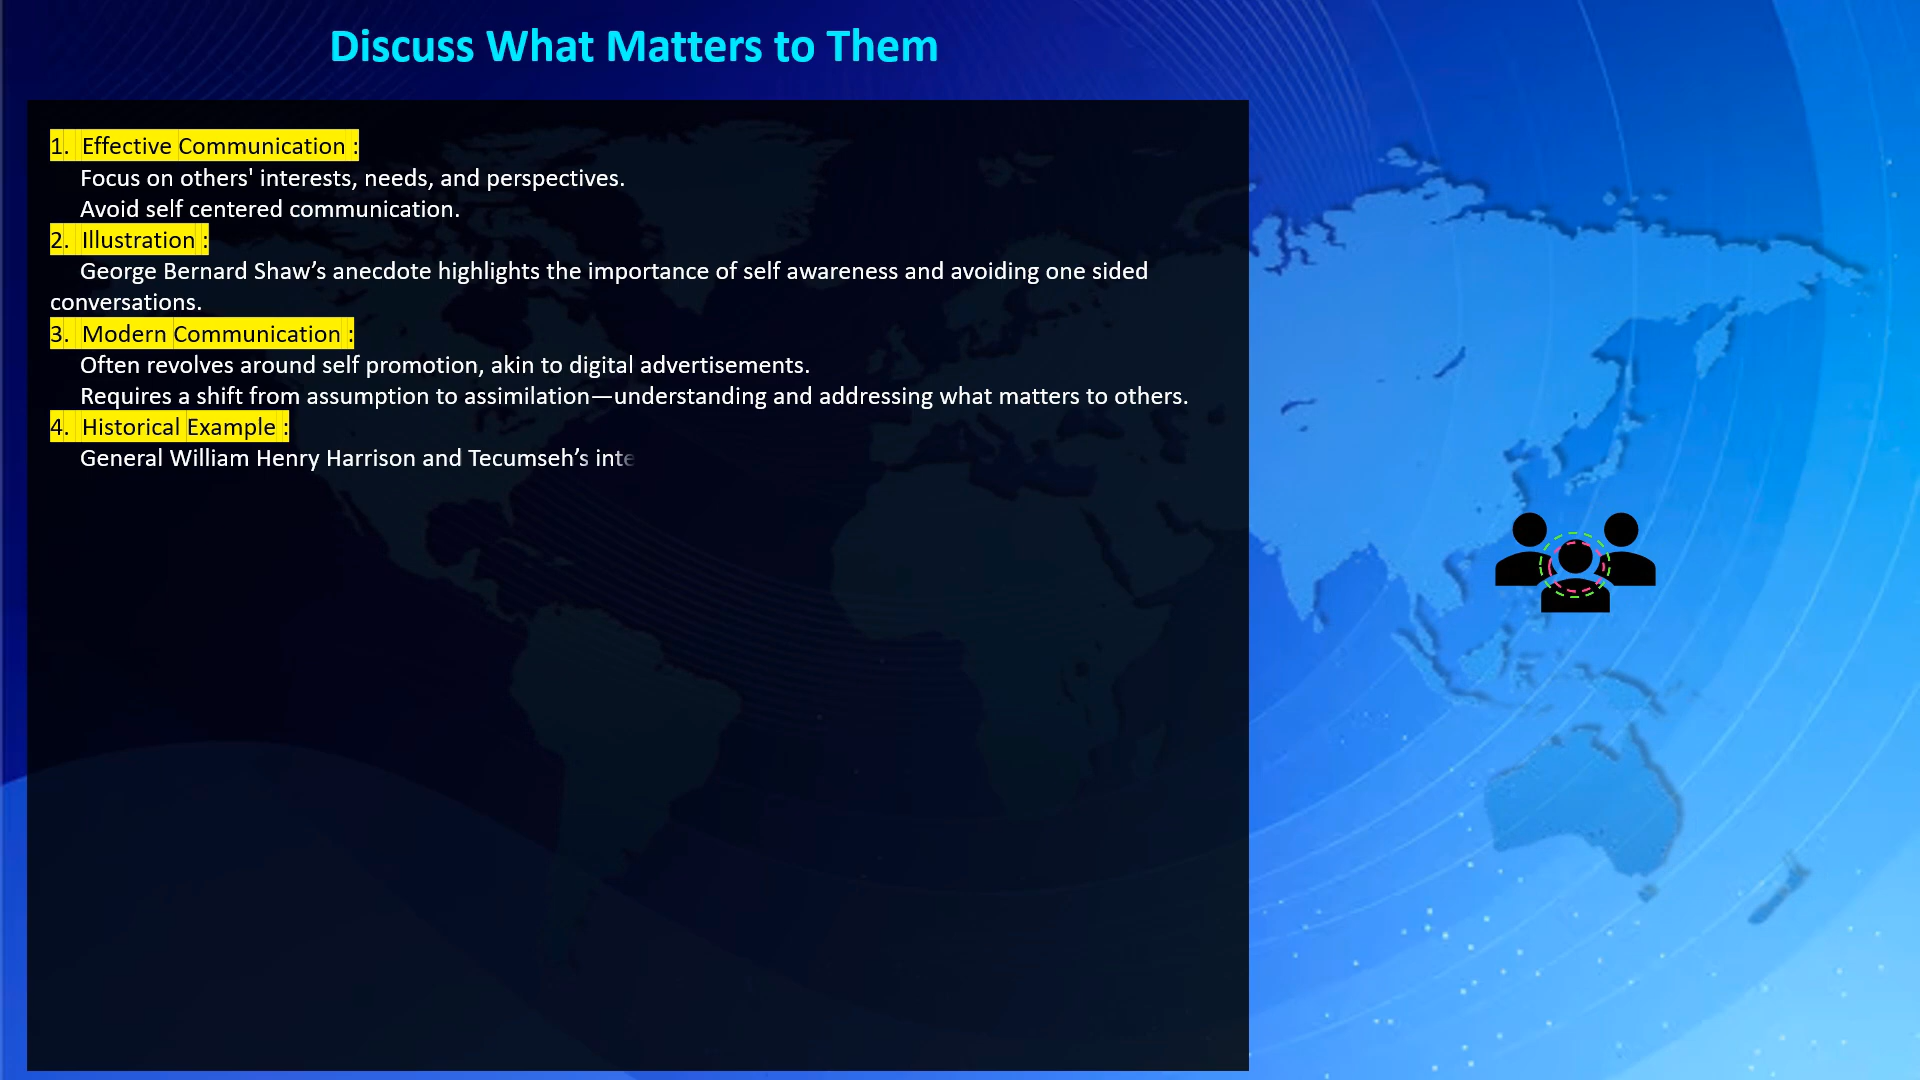 Discuss What Matters to Them
1. Effective Communication :
Focus on others' interests, needs, and perspectives.
Avoid self centered communication.
2. Illustration :
George Bernard Shaw’s anecdote highlights the importance of self awareness and avoiding one sided
conversations.
3. Modern Communication :
Often revolves around self promotion, akin to digital advertisements.
Requires a shift from assumption to assimilation—understanding and addressing what matters to others.
4. Historical Example :
General William Henry Harrison and Tecumseh’s inte